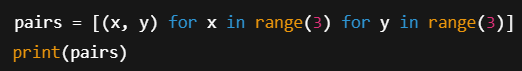 pairs = [(x, y) for x in range(3) for y in range(3)]
print(pairs)